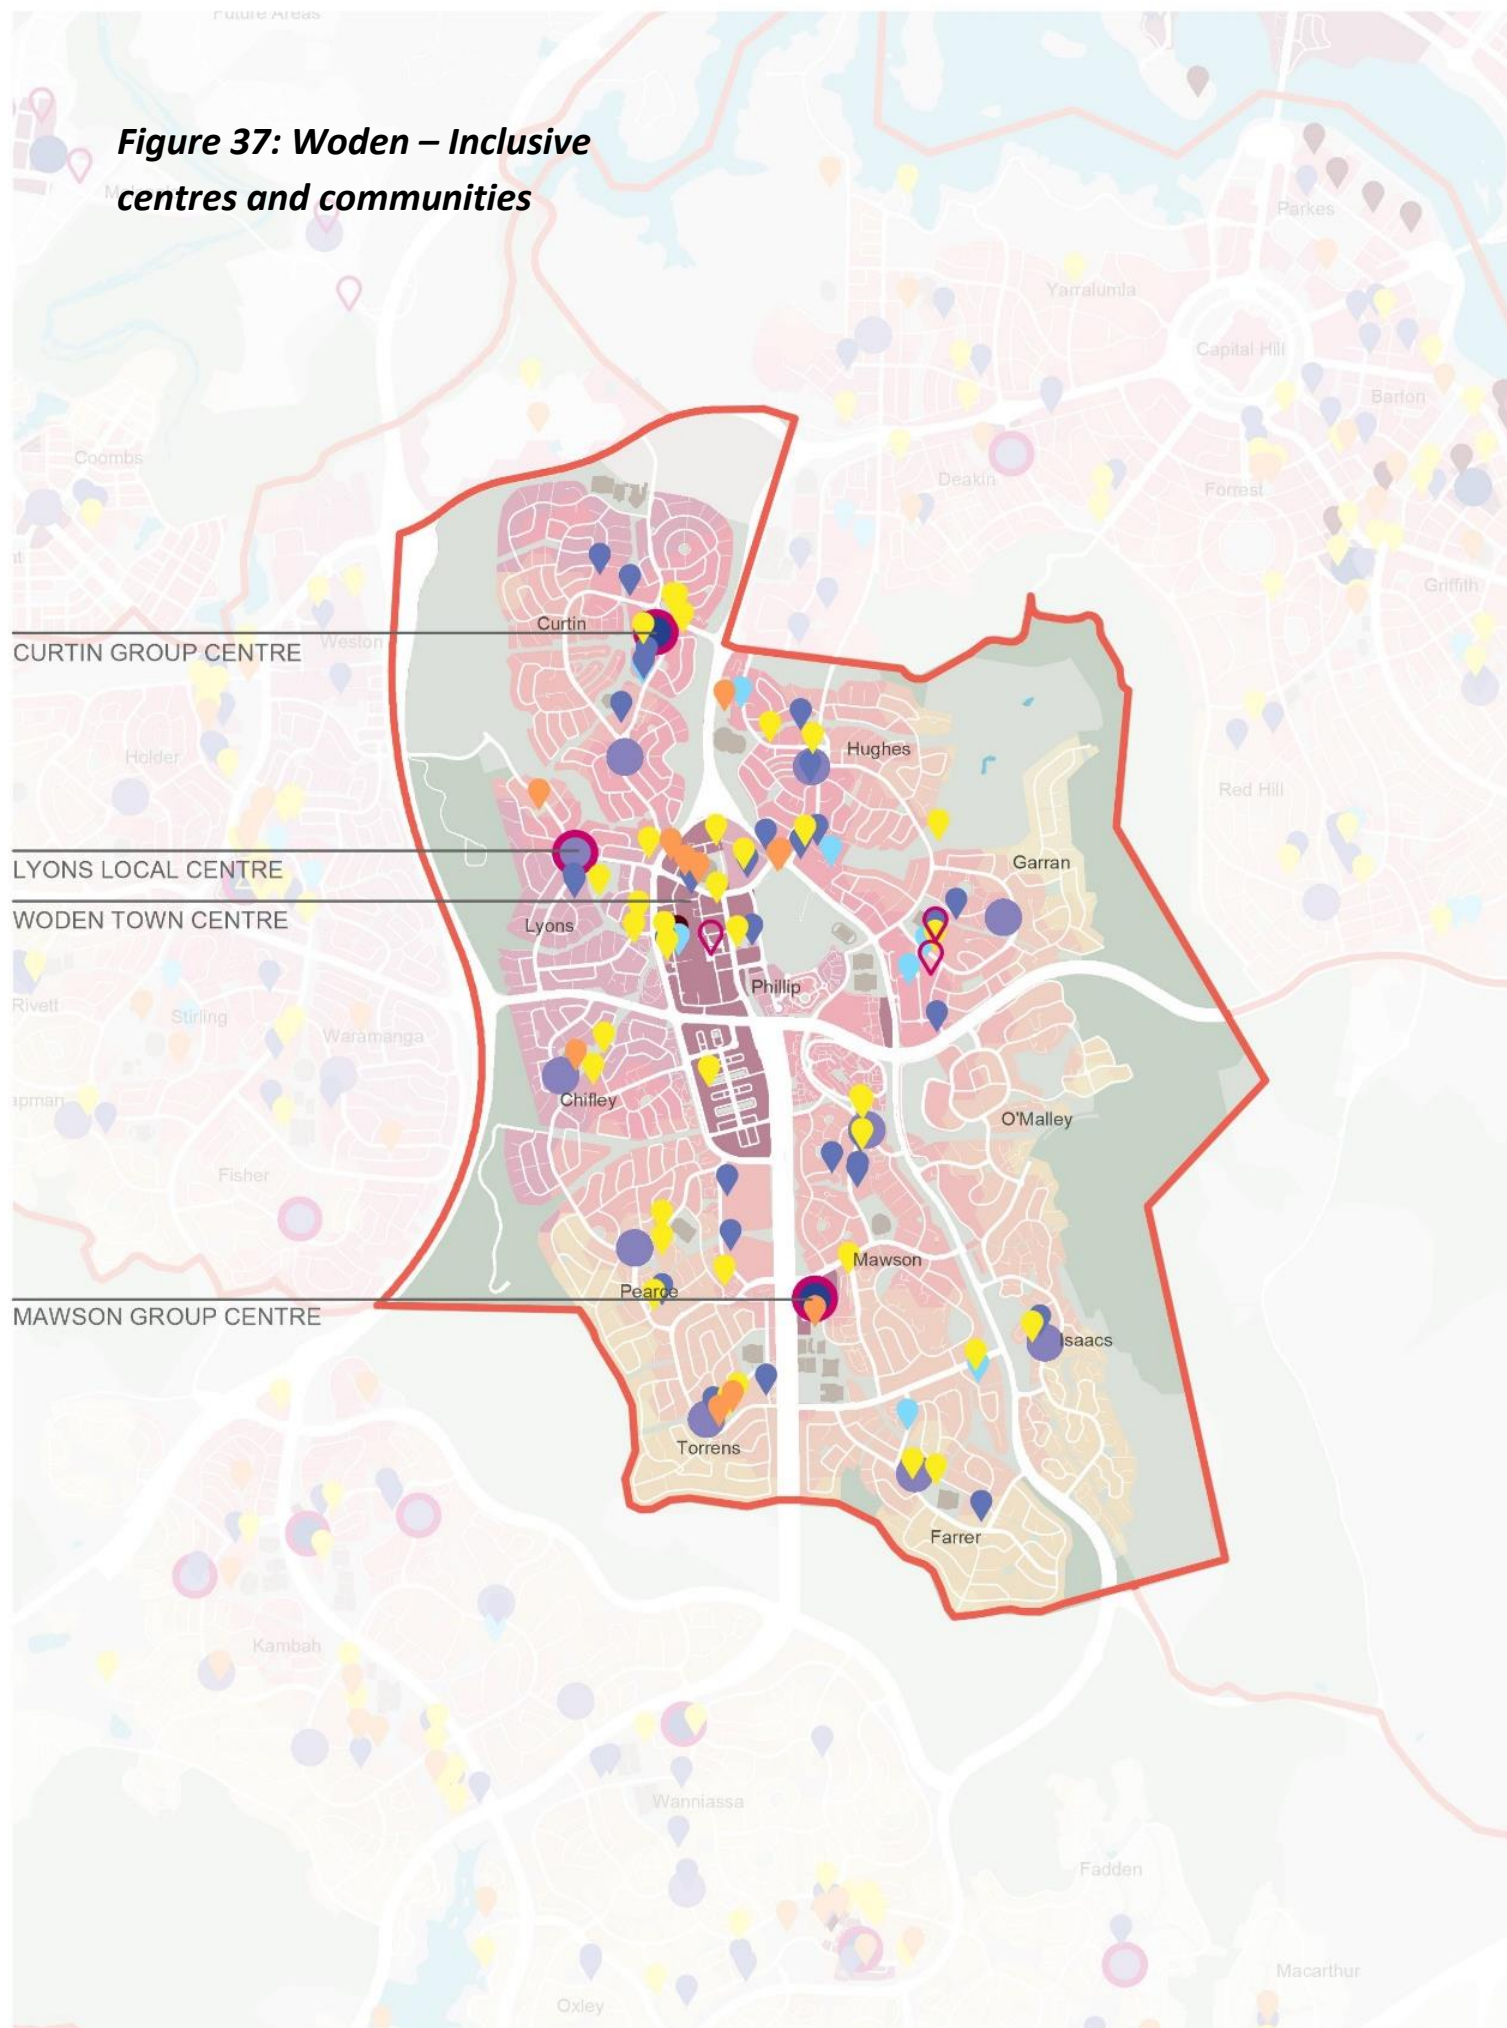 Future Areas
Figure 37: Woden – Inclusive
centres and communities
Parkes
Yarralumla
Capital Hill
Barton
Coombs
Deakin
Forrest
Griffith
Curtin
Weston
CURTIN GROUP CENTRE
Hughes
Holder
Red Hill
Garran
LYONS LOCAL CENTRE
WODEN TOWN CENTRE
Lyons
Phillip
Rivett
Stirling
Waramanga
Chifley
O'Malley
Fisher
Mawson
Pearce
MAWSON GROUP CENTRE
Isaacs
Torrens
Farrer
Kambah
Wanniassa
Fadden
Macarthur
Oxley